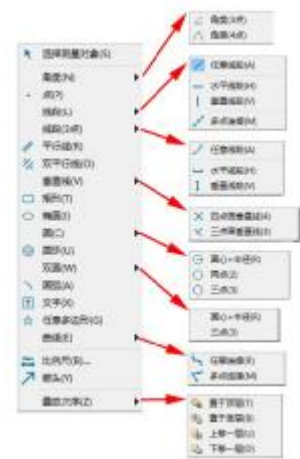 选择测量对象(S)
角度(N)
点(P)
线段(L)
线段(2点)
平行线(R)
双平行线(D)
垂直线(V)
矩形(T)
椭圆(I)
圆(C)
圆环(U)
双圆(W)
圆弧(A)
文字(X)
任意多边形(G)
曲线(E)
比例尺(B)...
箭头(Y)
叠放次序(Z)
角度(3点)
角度(4点)
任意线段(A)
水平线段(H)
垂直线段(V)
多点线段(M)
任意线段(A)
水平线段(H)
垂直线段(V)
四点画垂直线(4)
三点画垂直线(3)
圆心+半径(R)
两点(2)
三点(3)
圆心+半径(R)
三点(3)
任意曲线(R)
多点曲线(M)
置于顶层(T)
置于底层(B)
上移一层(U)
下移一层(D)